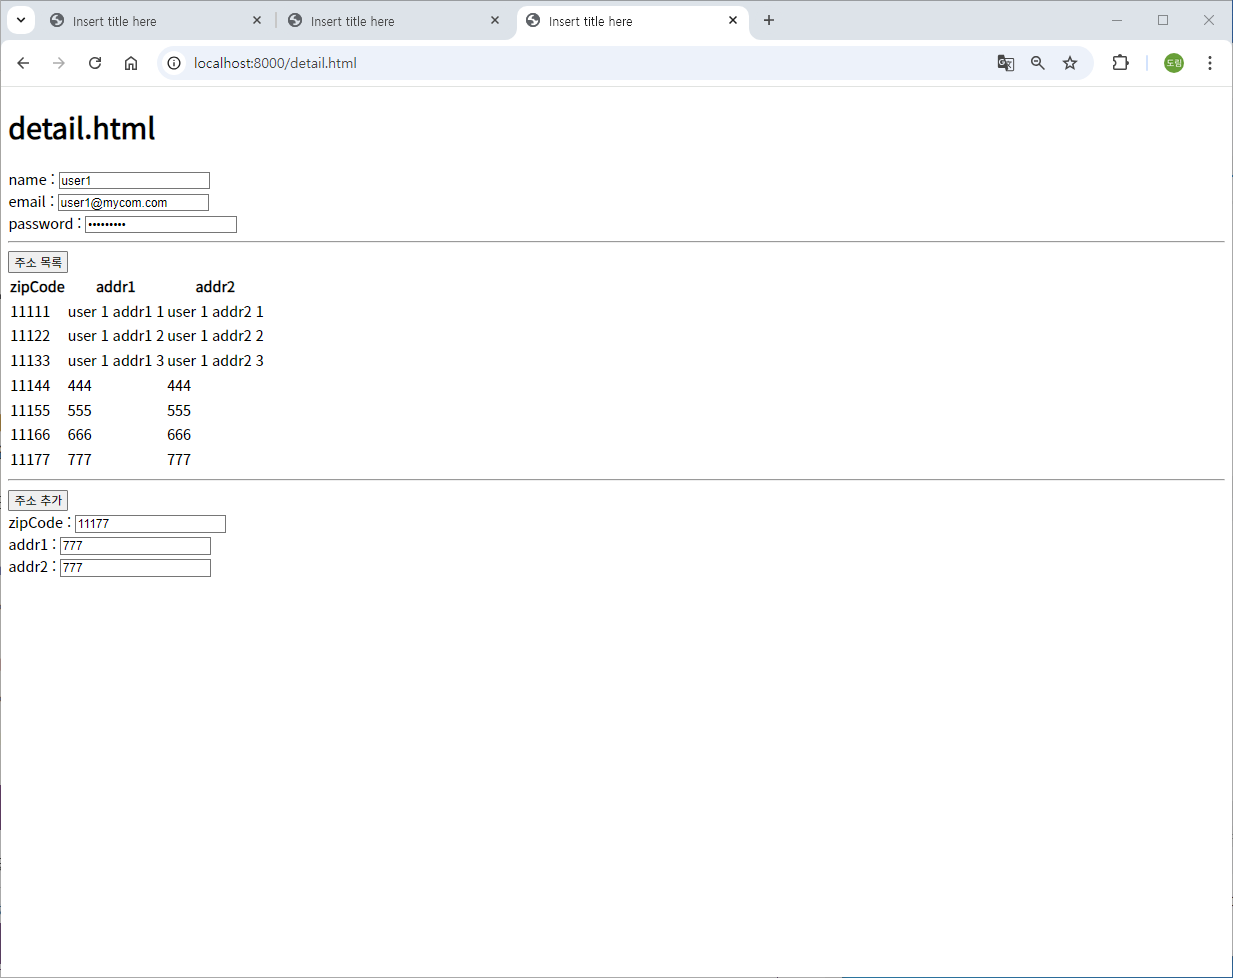 Insert title here
Insert title here
Insert title here
localhost:8000/detail.html
도림
detail.html
name : user1
email : user1@mycom.com
password : •••••••••
주소 목록
zipCode addr1 addr2
11111 user 1 addr1 1 user 1 addr2 1
11122 user 1 addr1 2 user 1 addr2 2
11133 user 1 addr1 3 user 1 addr2 3
11144 444 444
11155 555 555
11166 666 666
11177 777 777
주소 추가
zipCode : 11177
addr1 : 777
addr2 : 777